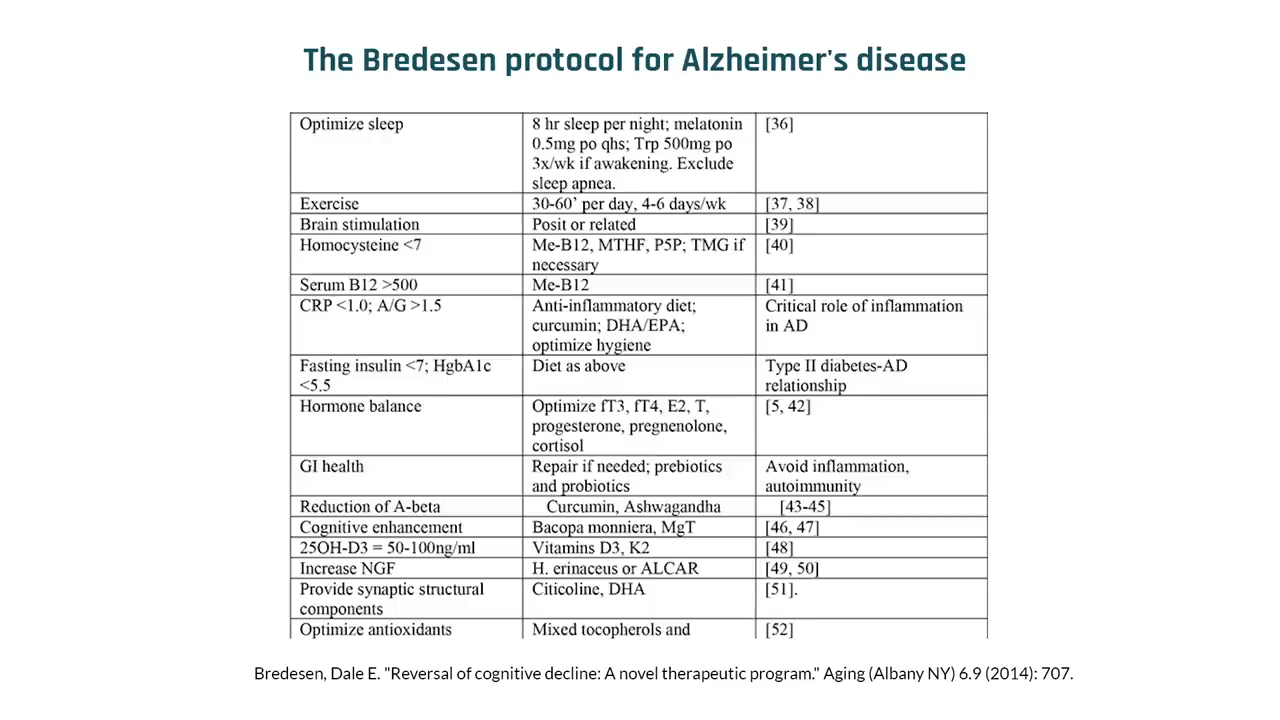 The Bredesen protocol for Alzheimer's disease
Optimize sleep
8 hr sleep per night; melatonin
0.5mg po qhs; Trp 500mg po
3x/wk if awakening. Exclude
sleep apnea.
[36]
Exercise
30-60' per day, 4-6 days/wk
[37, 38]
Brain stimulation
Posit or related
[39]
Homocysteine <7
Me-B12, MTHF, P5P; TMG if
necessary
[40]
Serum B12 >500
Me-B12
[41]
CRP <1.0; A/G >1.5
Anti-inflammatory diet;
curcumin; DHA/EPA;
optimize hygiene
Critical role of inflammation
in AD
Fasting insulin <7; HgbA1c
<5.5
Diet as above
Type II diabetes-AD
relationship
Hormone balance
Optimize fT3, fT4, E2, T,
progesterone, pregnenolone,
cortisol
[5, 42]
GI health
Repair if needed; prebiotics
and probiotics
Avoid inflammation,
autoimmunity
Reduction of A-beta
Curcumin, Ashwagandha
[43-45]
Cognitive enhancement
Bacopa monniera, MgT
[46, 47]
25OH-D3 = 50-100ng/ml
Vitamins D3, K2
[48]
Increase NGF
H. erinaceus or ALCAR
[49, 50]
Provide synaptic structural
components
Citicoline, DHA
[51].
Optimize antioxidants
Mixed tocopherols and
[52]
Bredesen, Dale E. "Reversal of cognitive decline: A novel therapeutic program." Aging (Albany NY) 6.9 (2014): 707.